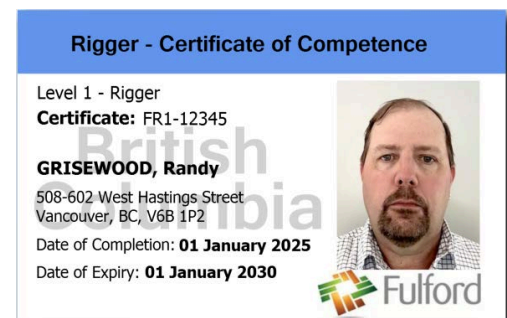 Rigger - Certificate of Competence
Level 1 - Rigger
Certificate: FR1-12345
British
Columbia
GRISEWOOD, Randy
508-602 West Hastings Street
Vancouver, BC, V6B 1P2
Date of Completion: 01 January 2025
Date of Expiry: 01 January 2030
Fulford